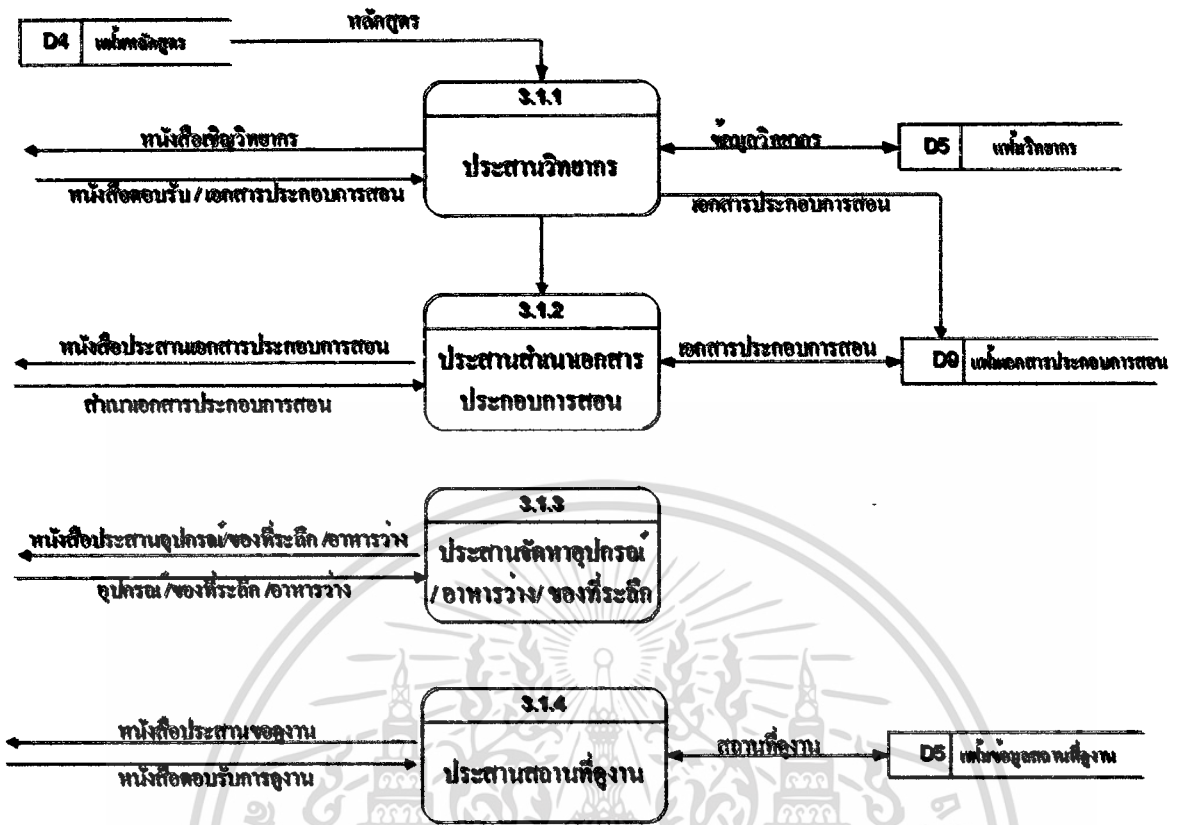 หลักสูตร
D4 แฟ้มหลักสูตร
3.1.1
หนังสือเชิญวิทยากร
ข้อมูลวิทยากร
D5 แฟ้มวิทยากร
ประสานวิทยากร
หนังสือตอบรับ / เอกสารประกอบการสอน
เอกสารประกอบการสอน
3.1.2
หนังสือประสานเอกสารประกอบการสอน
ประสานสำเนาเอกสาร
ประกอบการสอน
เอกสารประกอบการสอน
D9 แฟ้มเอกสารประกอบการสอน
สำเนาเอกสารประกอบการสอน
3.1.3
หนังสือประสานอุปกรณ์/ของที่ระลึก /อาหารว่าง
ประสานจัดหาอุปกรณ์
/ อาหารว่าง/ ของที่ระลึก
อุปกรณ์ /ของที่ระลึก /อาหารว่าง
3.1.4
หนังสือประสานขอดูงาน
ประสานสถานที่ดูงาน
สถานที่ดูงาน
D5 แฟ้มข้อมูลสถานที่ดูงาน
หนังสือตอบรับการดูงาน